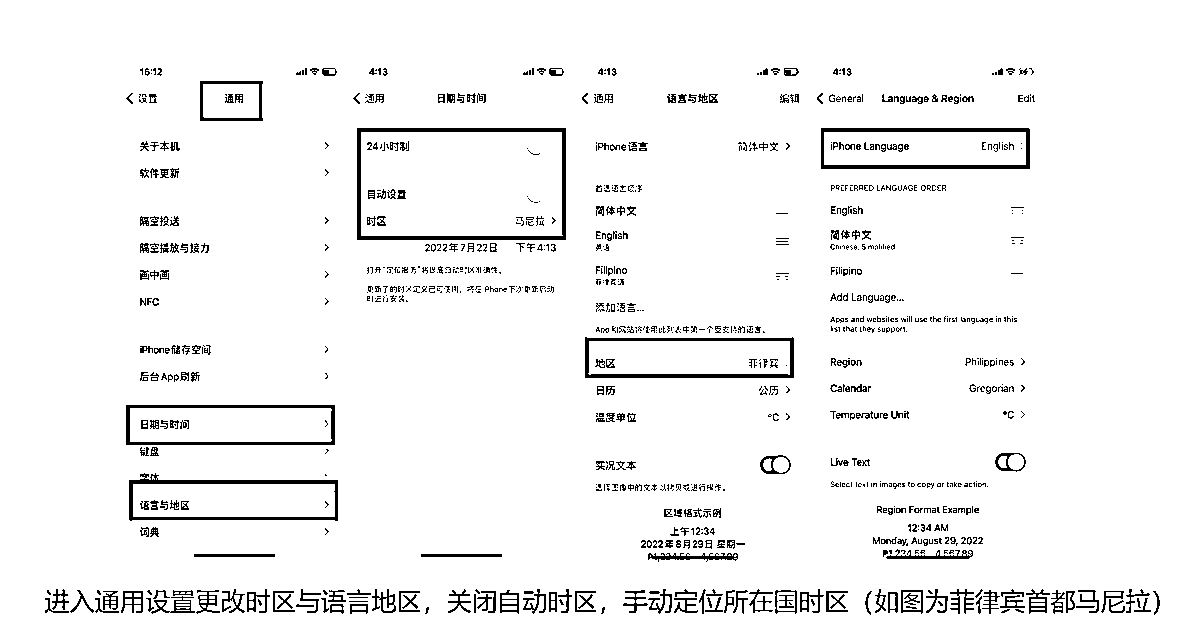 16:12
设置
通用
关于本机
软件更新
隔空投送
隔空播放与接力
画中画
NFC
iPhone储存空间
后台App刷新
日期与时间
键盘
字体
语言与地区
词典
4:13
通用
日期与时间
24小时制
自动设置
时区 马尼拉
2022年7月22日 下午4:13
打开“定位服务”将提高自动时区准确性。
更新了的时区定义已可使用，将在iPhone下次重新启动
时进行安装。
4:13
通用 语言与地区 编辑
iPhone语言 简体中文
首选语言顺序
简体中文
English
英语
Filipino
菲律宾语
添加语言...
App和网站将使用此列表中第一个受支持的语言。
地区 菲律宾
日历 公历
温度单位 °C
实况文本
选择图像中的文本以拷贝或进行操作。
区域格式示例
上午12:34
2022年8月29日 星期一
₱1,234.56 4,567.89
4:13
General Language & Region Edit
iPhone Language English
PREFERRED LANGUAGE ORDER
English
简体中文
Chinese, Simplified
Filipino
Add Language...
Apps and websites will use the first language in this
list that they support.
Region Philippines
Calendar Gregorian
Temperature Unit °C
Live Text
Select text in images to copy or take action.
Region Format Example
12:34 AM
Monday, August 29, 2022
₱1,234.56 4,567.89
进入通用设置更改时区与语言地区，关闭自动时区，手动定位所在国时区（如图为菲律宾首都马尼拉）